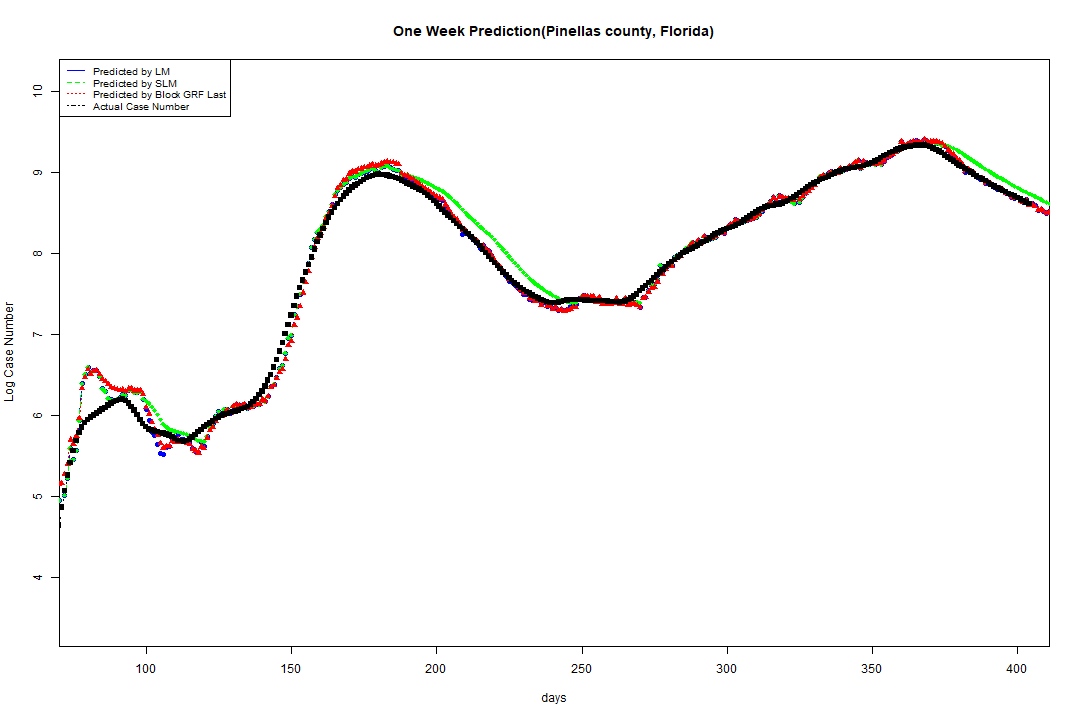 One Week Prediction(Pinellas county, Florida)
Predicted by LM
Predicted by SLM
Predicted by Block GRF Last
Actual Case Number
10
9
8
7
6
5
4
Log Case Number
100 150 200 250 300 350 400
days